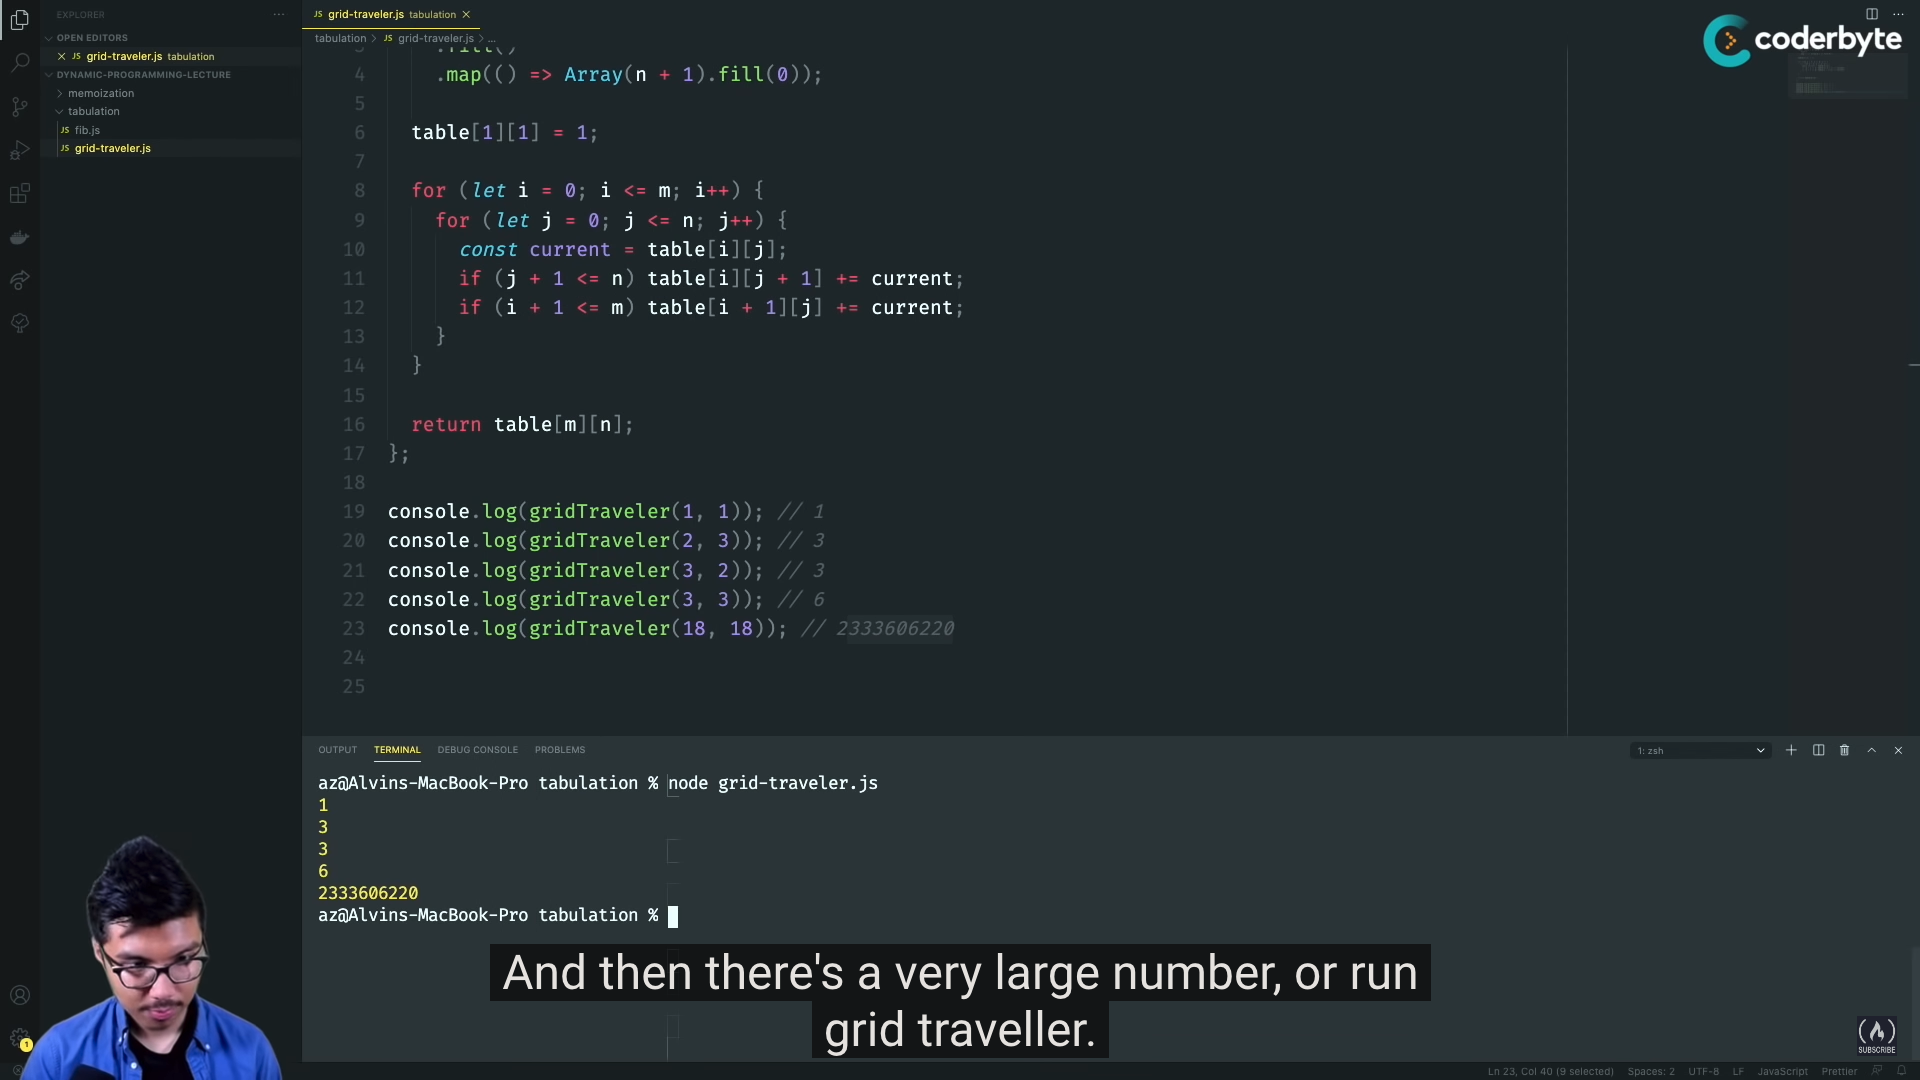 EXPLORER
OPEN EDITORS
JS grid-traveler.js tabulation
DYNAMIC-PROGRAMMING-LECTURE
memoization
tabulation
JS fib.js
JS grid-traveler.js
JS grid-traveler.js tabulation
tabulation > JS grid-traveler.js > ...
coderbyte
.fill()
4 .map(() => Array(n + 1).fill(0));
5
6 table[1][1] = 1;
7
8 for (let i = 0; i <= m; i++) {
9 for (let j = 0; j <= n; j++) {
10 const current = table[i][j];
11 if (j + 1 <= n) table[i][j + 1] += current;
12 if (i + 1 <= m) table[i + 1][j] += current;
13 }
14 }
15
16 return table[m][n];
17 };
18
19 console.log(gridTraveler(1, 1)); // 1
20 console.log(gridTraveler(2, 3)); // 3
21 console.log(gridTraveler(3, 2)); // 3
22 console.log(gridTraveler(3, 3)); // 6
23 console.log(gridTraveler(18, 18)); // 2333606220
24
25
OUTPUT TERMINAL DEBUG CONSOLE PROBLEMS
1: zsh
az@Alvins-MacBook-Pro tabulation % node grid-traveler.js
1
3
3
6
2333606220
az@Alvins-MacBook-Pro tabulation %
And then there's a very large number, or run
grid traveller.
1
SUBSCRIBE
Ln 23, Col 40 (9 selected) Spaces: 2 UTF-8 LF JavaScript Prettier